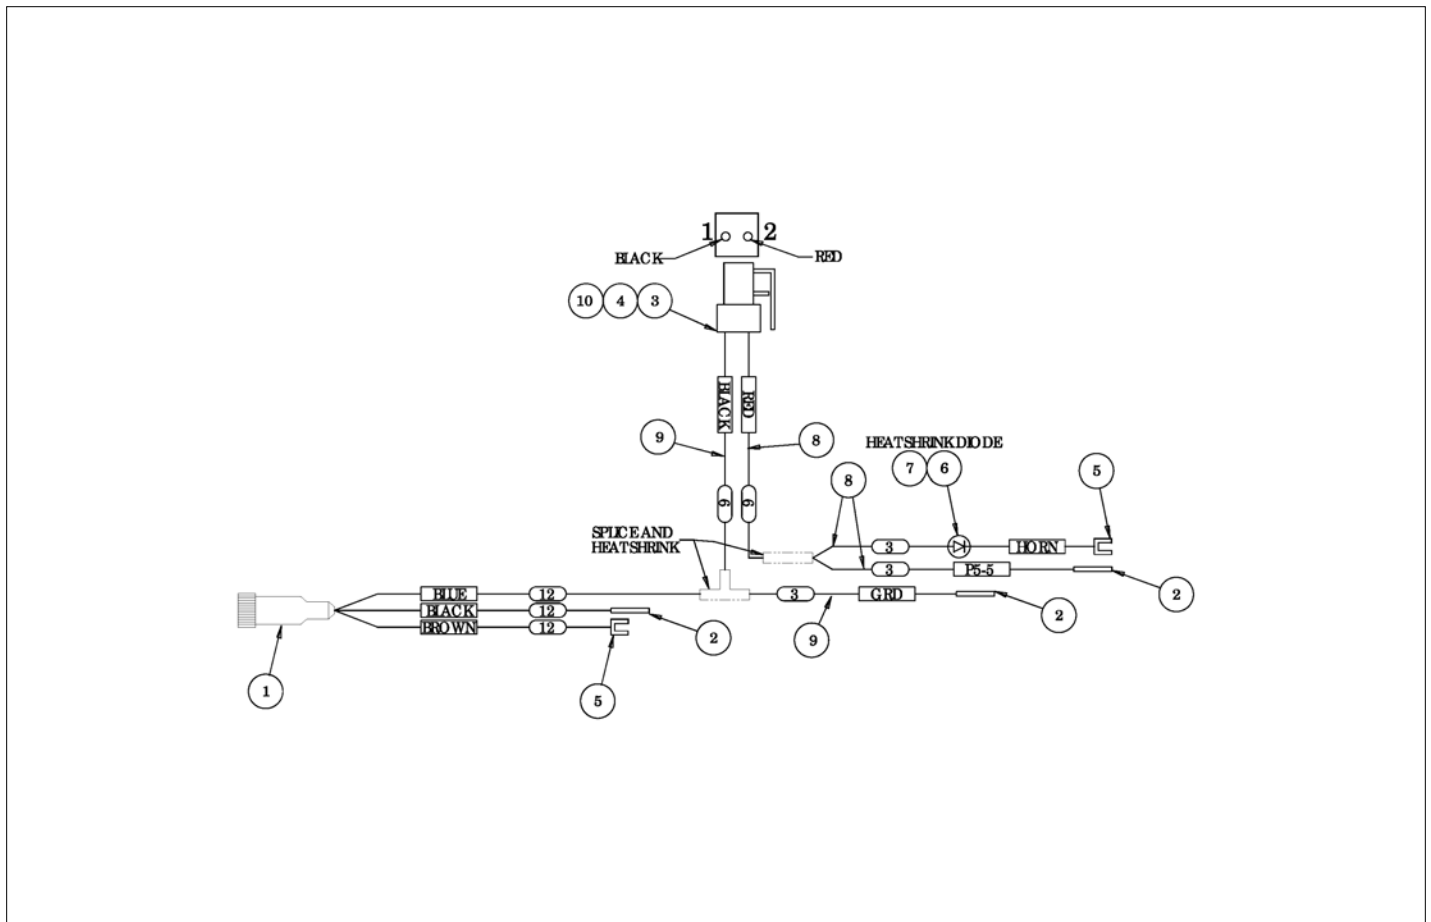 1 2
BLACK RED
10 4 3
BLACK RED
9 8
HEATSHRINK DIODE
7 6 5
8
6 6
SPLICE AND
HEATSHRINK
3 HORN
3 P5-5
2
BLUE 12 3 GRD
BLACK 12 2
BROWN 12
2
9
1 5